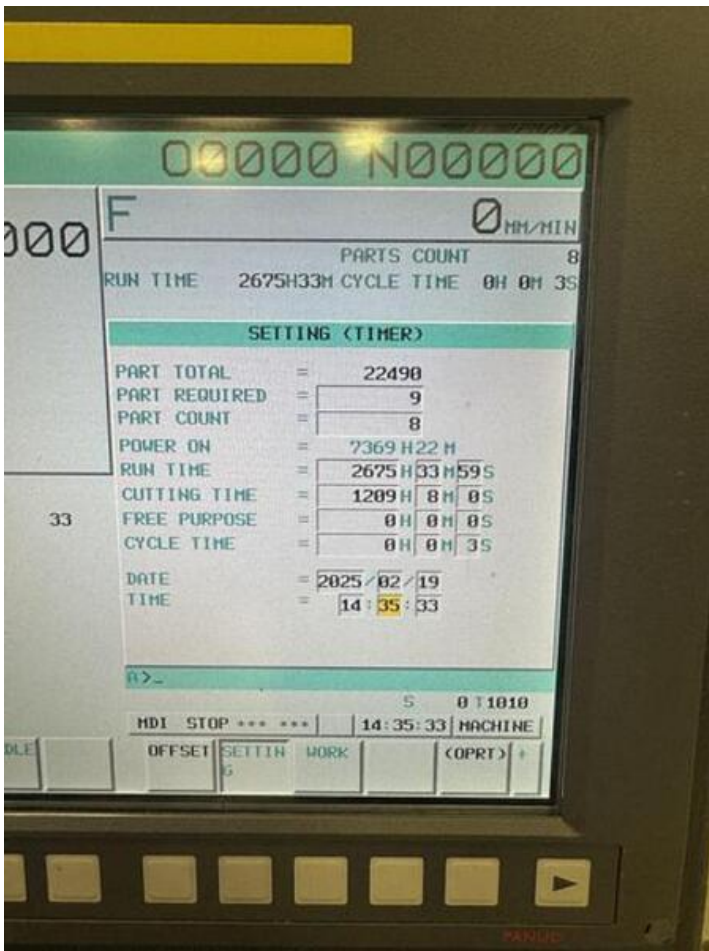 O0000 N00000
000
F 0 MM/MIN
PARTS COUNT 8
RUN TIME 2675H33M CYCLE TIME 0H 0M 3S
SETTING (TIMER)
PART TOTAL = 22490
PART REQUIRED = 9
PART COUNT = 8
POWER ON = 7369 H 22 M
RUN TIME = 2675 H 33 M 59 S
CUTTING TIME = 1209 H 8 M 0 S
33
FREE PURPOSE = 0 H 0 M 0 S
CYCLE TIME = 0 H 0 M 3 S
DATE = 2025/02/19
TIME = 14:35:33
A>_
S 0 T1010
MDI STOP *** *** 14:35:33 MACHINE
DLE OFFSET SETTIN WORK (OPRT) +
G
FANUC